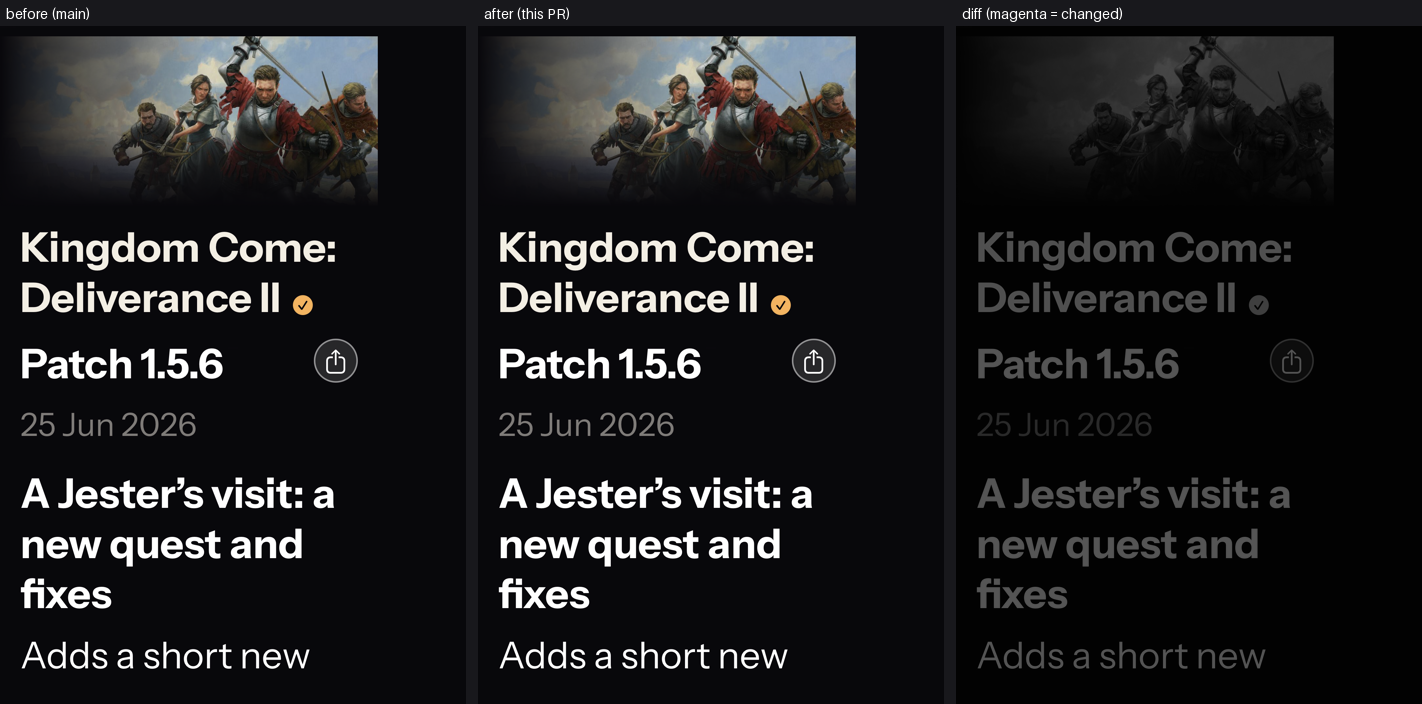 before (main)
after (this PR)
diff (magenta = changed)
Kingdom Come:
Deliverance II
Patch 1.5.6
25 Jun 2026
A Jester’s visit: a
new quest and
fixes
Adds a short new
Kingdom Come:
Deliverance II
Patch 1.5.6
25 Jun 2026
A Jester’s visit: a
new quest and
fixes
Adds a short new
Kingdom Come:
Deliverance II
Patch 1.5.6
25 Jun 2026
A Jester’s visit: a
new quest and
fixes
Adds a short new